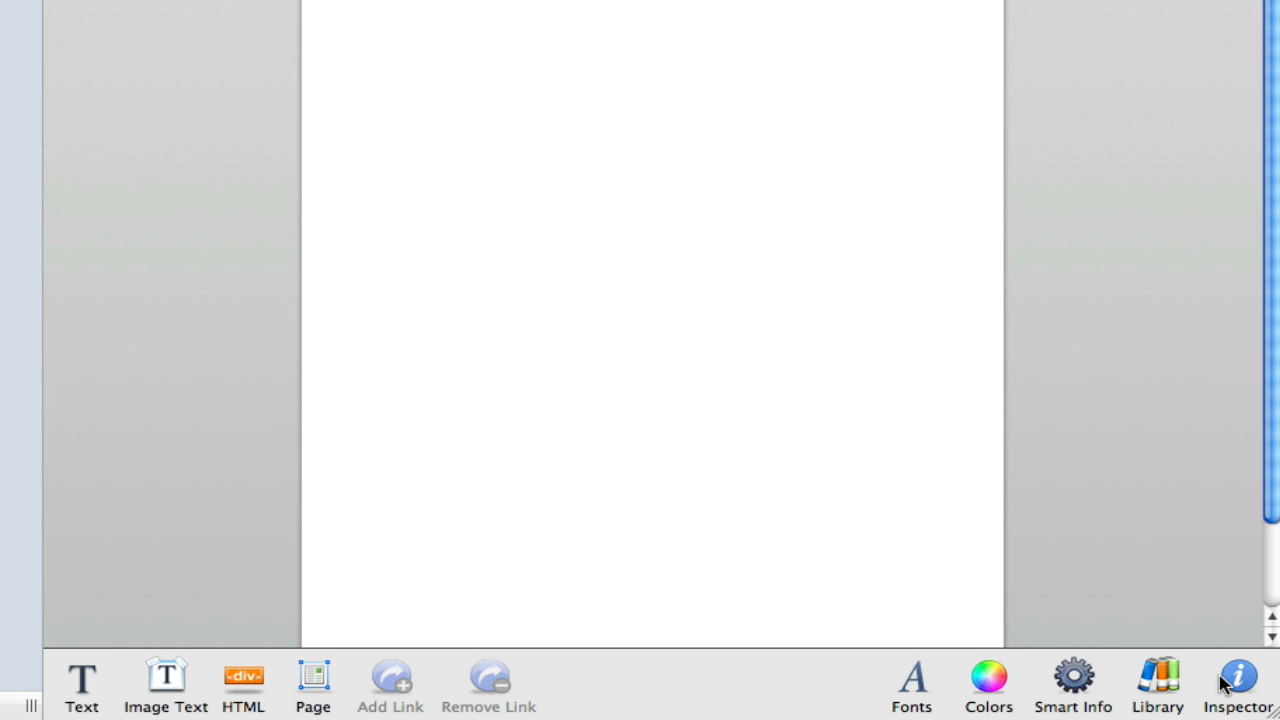 T T <div> A i
Text Image Text HTML Page Add Link Remove Link Fonts Colors Smart Info Library Inspector